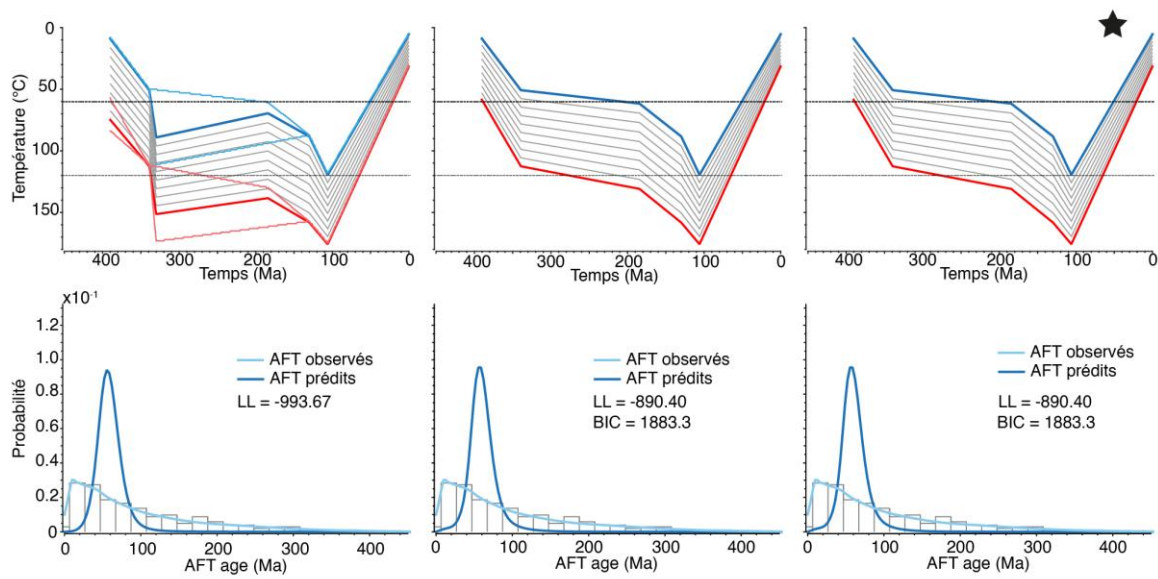 0
50
100
150
Température (°C)
400 300 200 100 0
Temps (Ma)
400 300 200 100 0
Temps (Ma)
400 300 200 100 0
Temps (Ma)
x10-1
1.2
1.0
0.8
0.6
0.4
0.2
0
Probabilité
AFT observés
AFT prédits
LL = -993.67
0 100 200 300 400
AFT age (Ma)
AFT observés
AFT prédits
LL = -890.40
BIC = 1883.3
0 100 200 300 400
AFT age (Ma)
AFT observés
AFT prédits
LL = -890.40
BIC = 1883.3
0 100 200 300 400
AFT age (Ma)